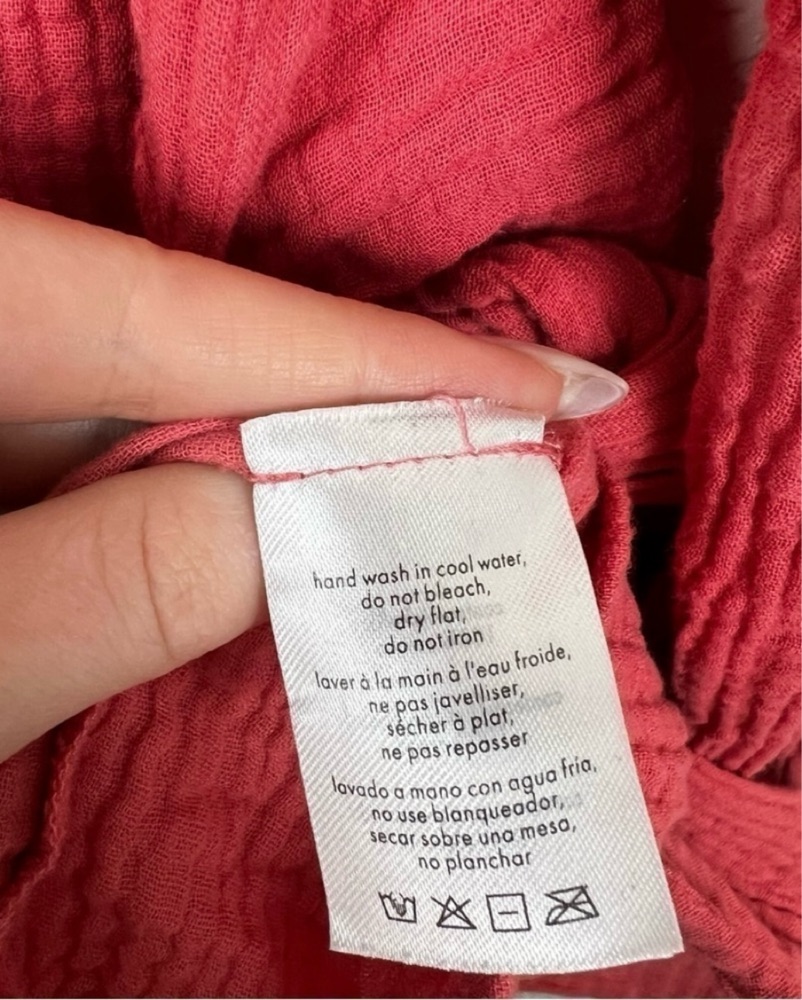 hand wash in cool water,
do not bleach,
dry flat,
do not iron
laver à la main à l'eau froide,
ne pas javelliser,
sécher à plat,
ne pas repasser
lavado a mano con agua fría,
no use blanqueador,
secar sobre una mesa,
no planchar